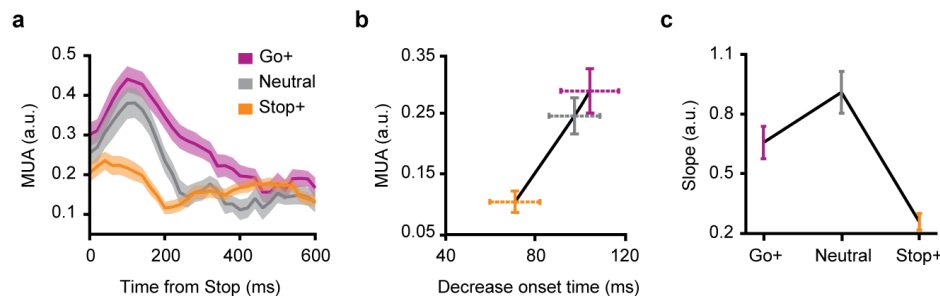 a
Go+
Neutral
Stop+
MUA (a.u.)
0.5
0.4
0.3
0.2
0.1
0
200
400
600
Time from Stop (ms)
b
MUA (a.u.)
0.35
0.25
0.15
0.05
40
80
120
Decrease onset time (ms)
c
Slope (a.u.)
1.1
0.8
0.5
0.2
Go+
Neutral
Stop+